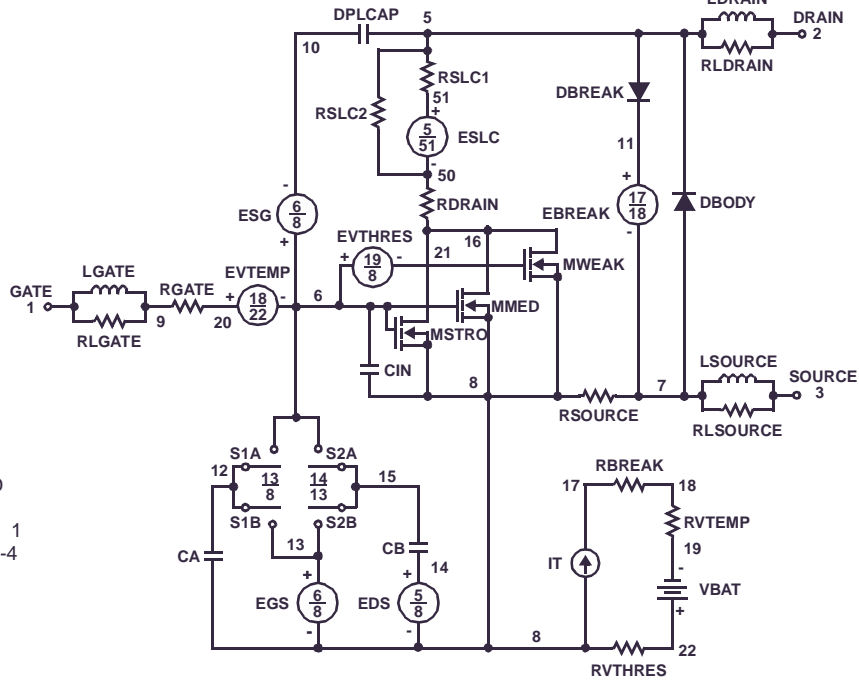 LDRAIN
DPLCAP 5 DRAIN
10 2
RLDRAIN
RSLC1
51
DBREAK
RSLC2
+
5
51
ESLC
11
-
50
-
+
RDRAIN
17
18
DBODY
ESG
6
8
EBREAK
+
EVTHRES
16
-
21
+ 19
8 -
MWEAK
LGATE
EVTEMP
GATE
1
RGATE
+ 18
22 -
6
MMED
9
20
MSTRO
RLGATE
LSOURCE
CIN
8
7
SOURCE
3
RSOURCE
RLSOURCE
S1A S2A
12
13
8
14
13
15
RBREAK
17 18
S1B S2B
RVTEMP
13
CB
19
CA
14
IT
-
+ +
VBAT
EGS
6
8
EDS
5
8
+
- -
8
22
RVTHRES
1
-4